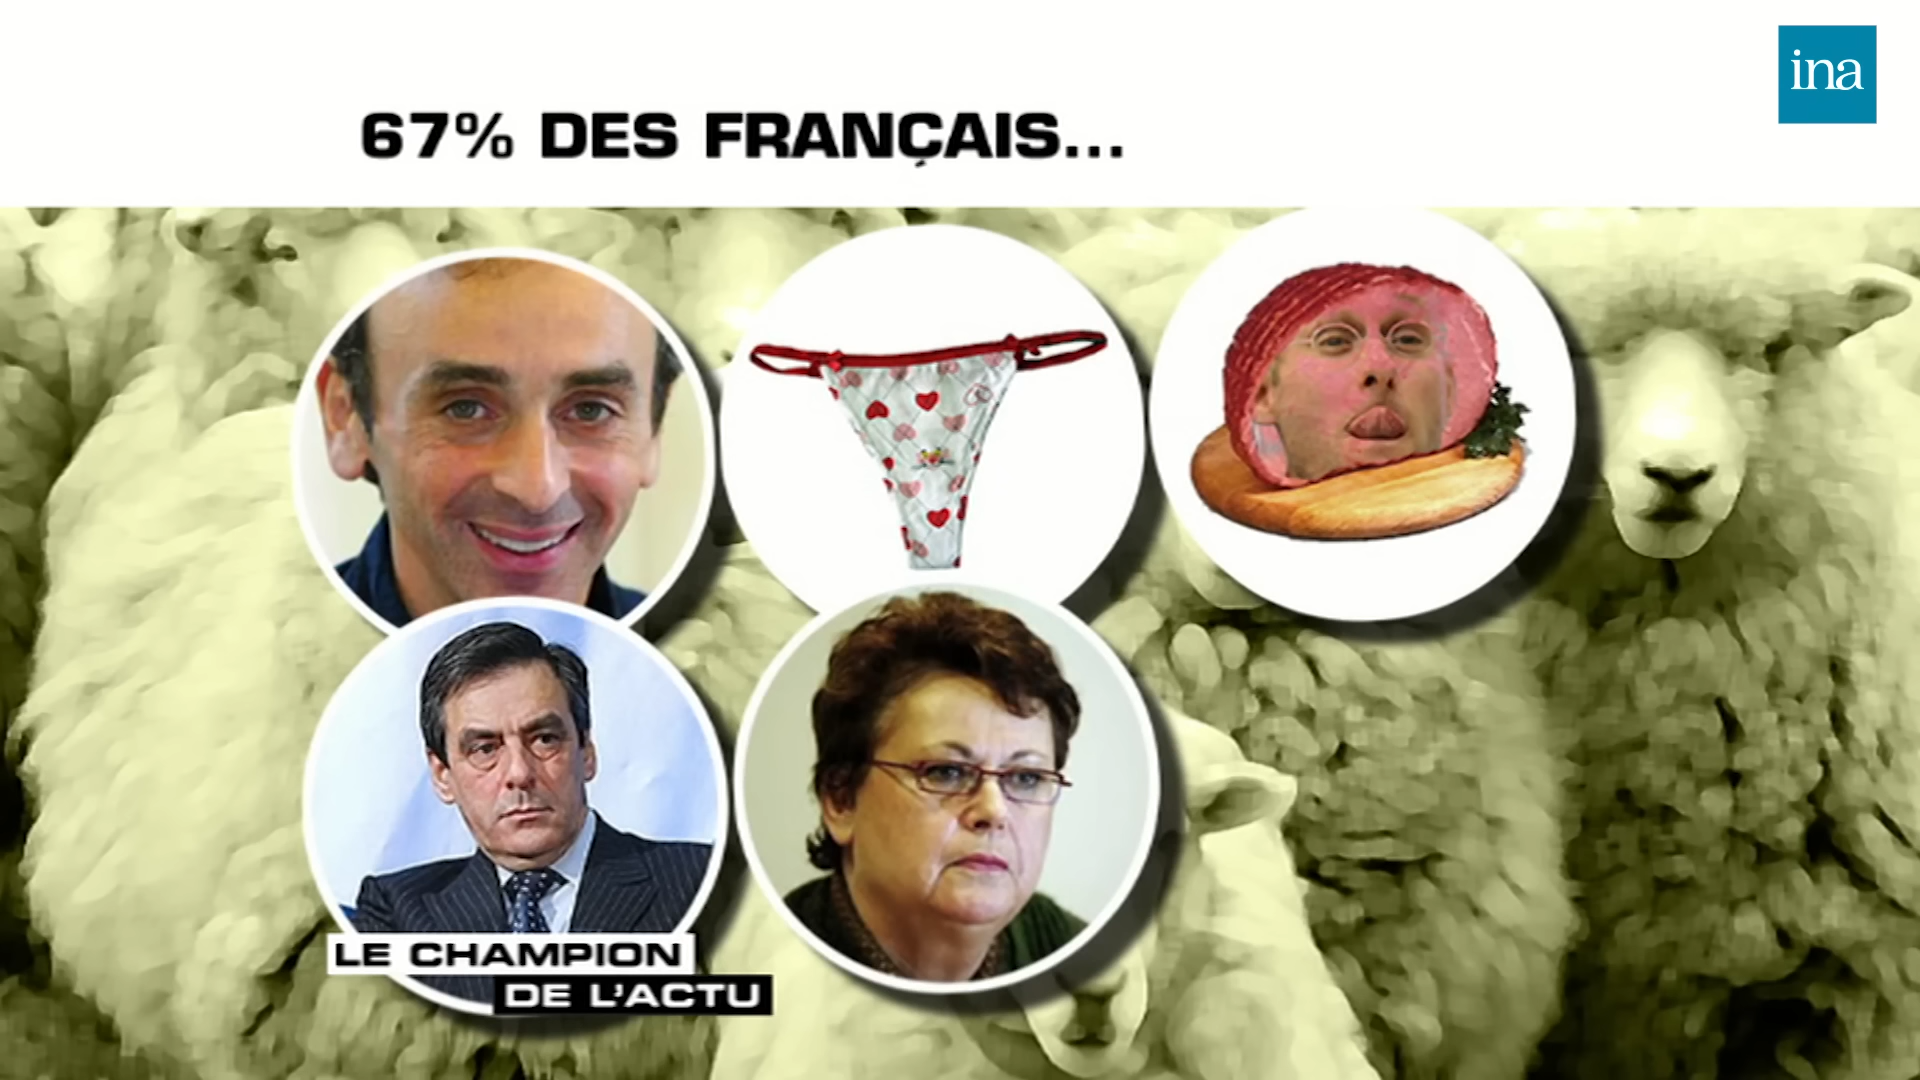 ina
67% DES FRANÇAIS...
LE CHAMPION
DE L'ACTU